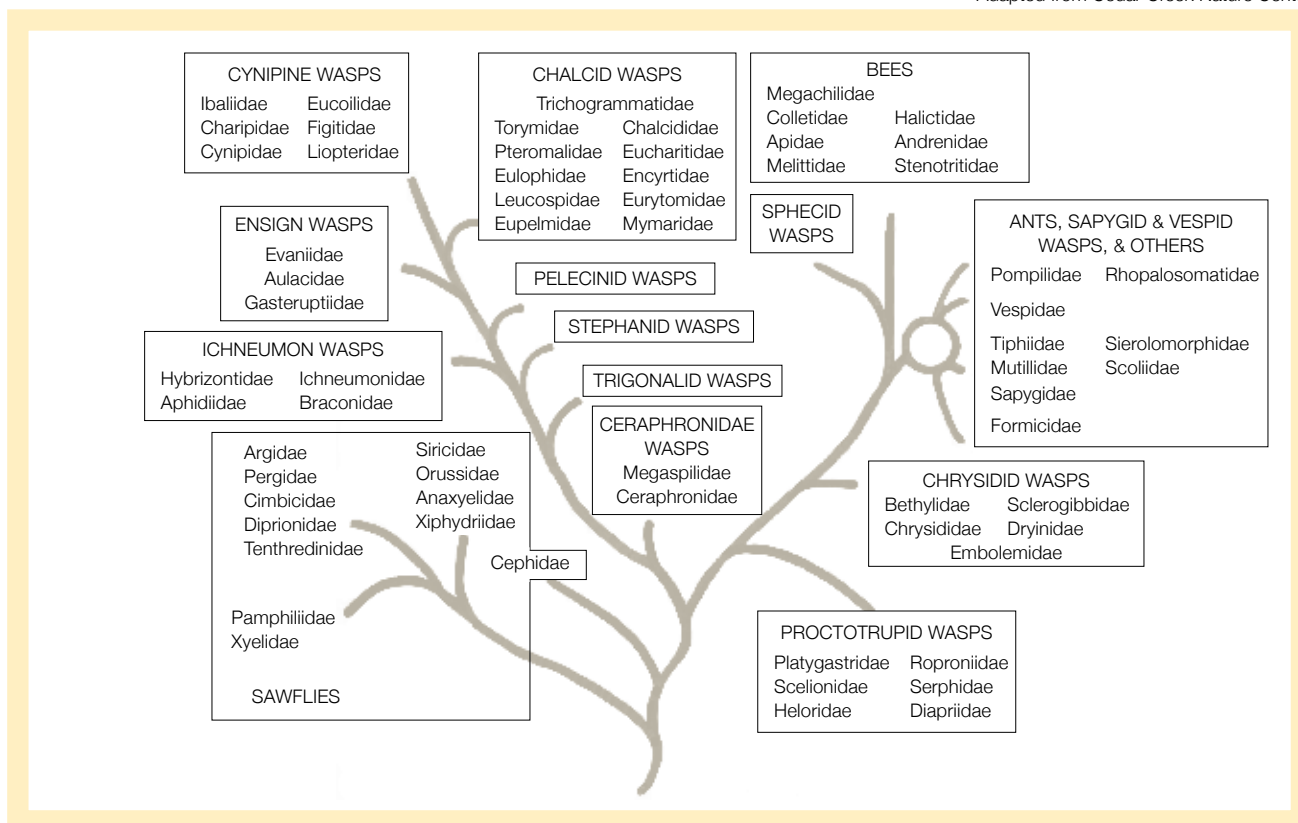 CYNIPINE WASPS
Ibaliidae Eucoilidae
Charipidae Figitidae
Cynipidae Liopteridae
CHALCID WASPS
Trichogrammatidae
Torymidae Chalcididae
Pteromalidae Eucharitidae
Eulophidae Encyrtidae
Leucospidae Eurytomidae
Eupelmidae Mymaridae
BEES
Megachilidae
Colletidae Halictidae
Apidae Andrenidae
Melittidae Stenotritidae
SPHECID
WASPS
ENSIGN WASPS
Evaniidae
Aulacidae
Gasteruptiidae
ANTS, SAPYGID & VESPID
WASPS, & OTHERS
Pompilidae Rhopalosomatidae
Vespidae
Tiphiidae Sierolomorphidae
Mutillidae Scoliidae
Sapygidae
Formicidae
PELECINID WASPS
STEPHANID WASPS
ICHNEUMON WASPS
Hybrizontidae Ichneumonidae
Aphidiidae Braconidae
TRIGONALID WASPS
CERAPHRONIDAE
WASPS
Megaspilidae
Ceraphronidae
Argidae
Pergidae
Cimbicidae
Diprionidae
Tenthredinidae
Siricidae
Orussidae
Anaxyelidae
Xiphydriidae
Cephidae
Pamphiliidae
Xyelidae
SAWFLIES
CHRYSIDID WASPS
Bethylidae Sclerogibbidae
Chrysididae Dryinidae
Embolemidae
PROCTOTRUPID WASPS
Platygastridae Roproniidae
Scelionidae Serphidae
Heloridae Diapriidae